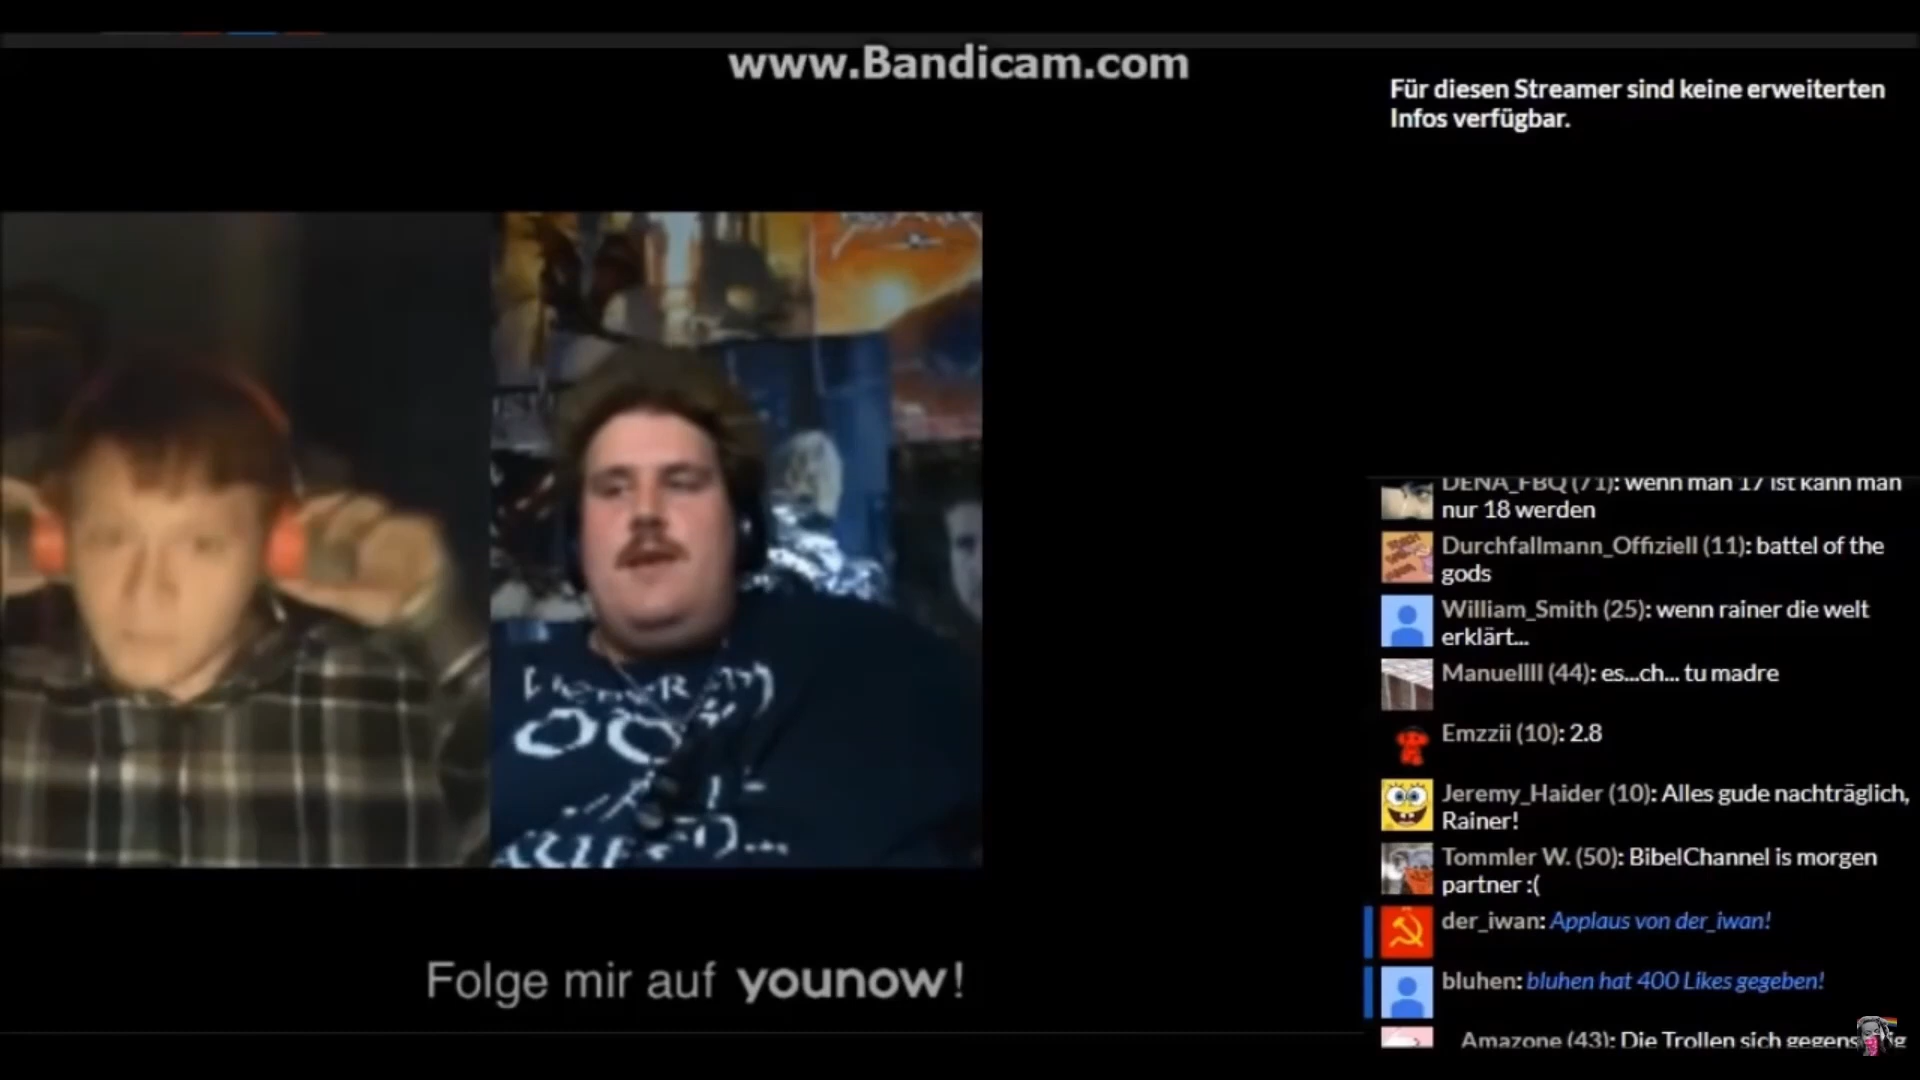 www.Bandicam.com
Für diesen Streamer sind keine erweiterten
Infos verfügbar.
DENA_FBQ (71): wenn man 17 ist kann man
nur 18 werden
Durchfallmann_Offiziell (11): battel of the
gods
William_Smith (25): wenn rainer die welt
erklärt...
Manuellll (44): es...ch... tu madre
Emzzii (10): 2.8
Jeremy_Haider (10): Alles gude nachträglich,
Rainer!
Tommler W. (50): BibelChannel is morgen
partner :(
der_iwan: Applaus von der_iwan!
bluhen: bluhen hat 400 Likes gegeben!
Amazone (43): Die Trollen sich
Folge mir auf younow!